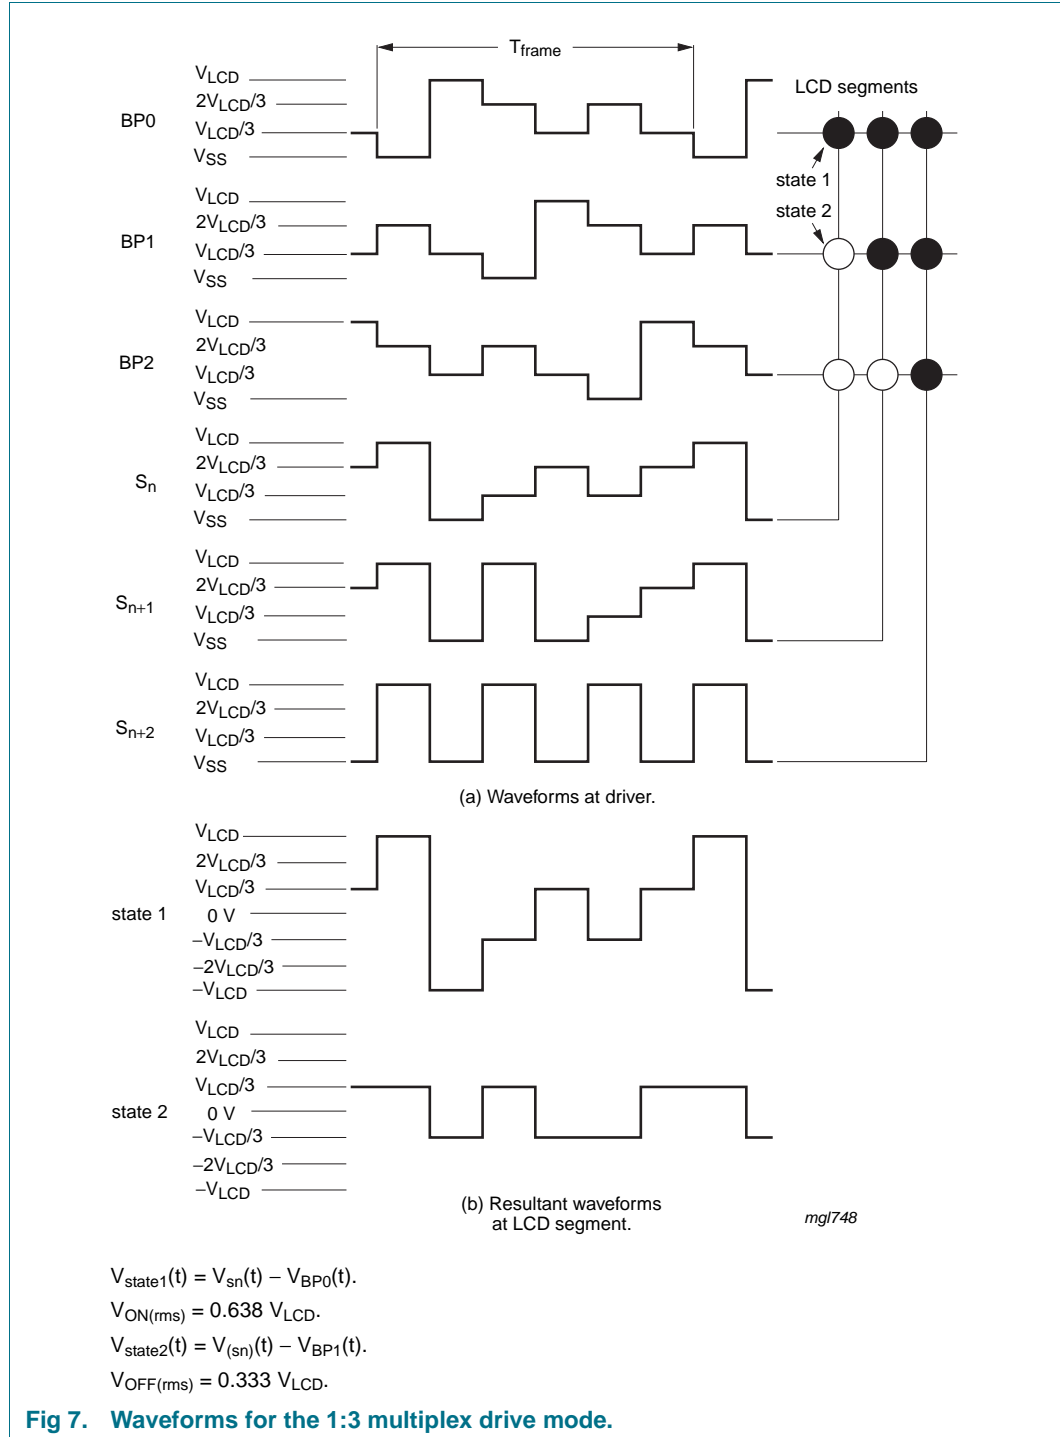 Tframe
LCD segments
BP0
VLCD
2VLCD/3
VLCD/3
VSS
state 1
state 2
BP1
VLCD
2VLCD/3
VLCD/3
VSS
BP2
VLCD
2VLCD/3
VLCD/3
VSS
Sn
VLCD
2VLCD/3
VLCD/3
VSS
Sn+1
VLCD
2VLCD/3
VLCD/3
VSS
Sn+2
VLCD
2VLCD/3
VLCD/3
VSS
(a) Waveforms at driver.
state 1
VLCD
2VLCD/3
VLCD/3
0 V
−VLCD/3
−2VLCD/3
−VLCD
state 2
VLCD
2VLCD/3
VLCD/3
0 V
−VLCD/3
−2VLCD/3
−VLCD
(b) Resultant waveforms
at LCD segment.
mgl748
Vstate1(t) = Vsn(t) − VBP0(t).
VON(rms) = 0.638 VLCD.
Vstate2(t) = V(sn)(t) − VBP1(t).
VOFF(rms) = 0.333 VLCD.
Fig 7. Waveforms for the 1:3 multiplex drive mode.